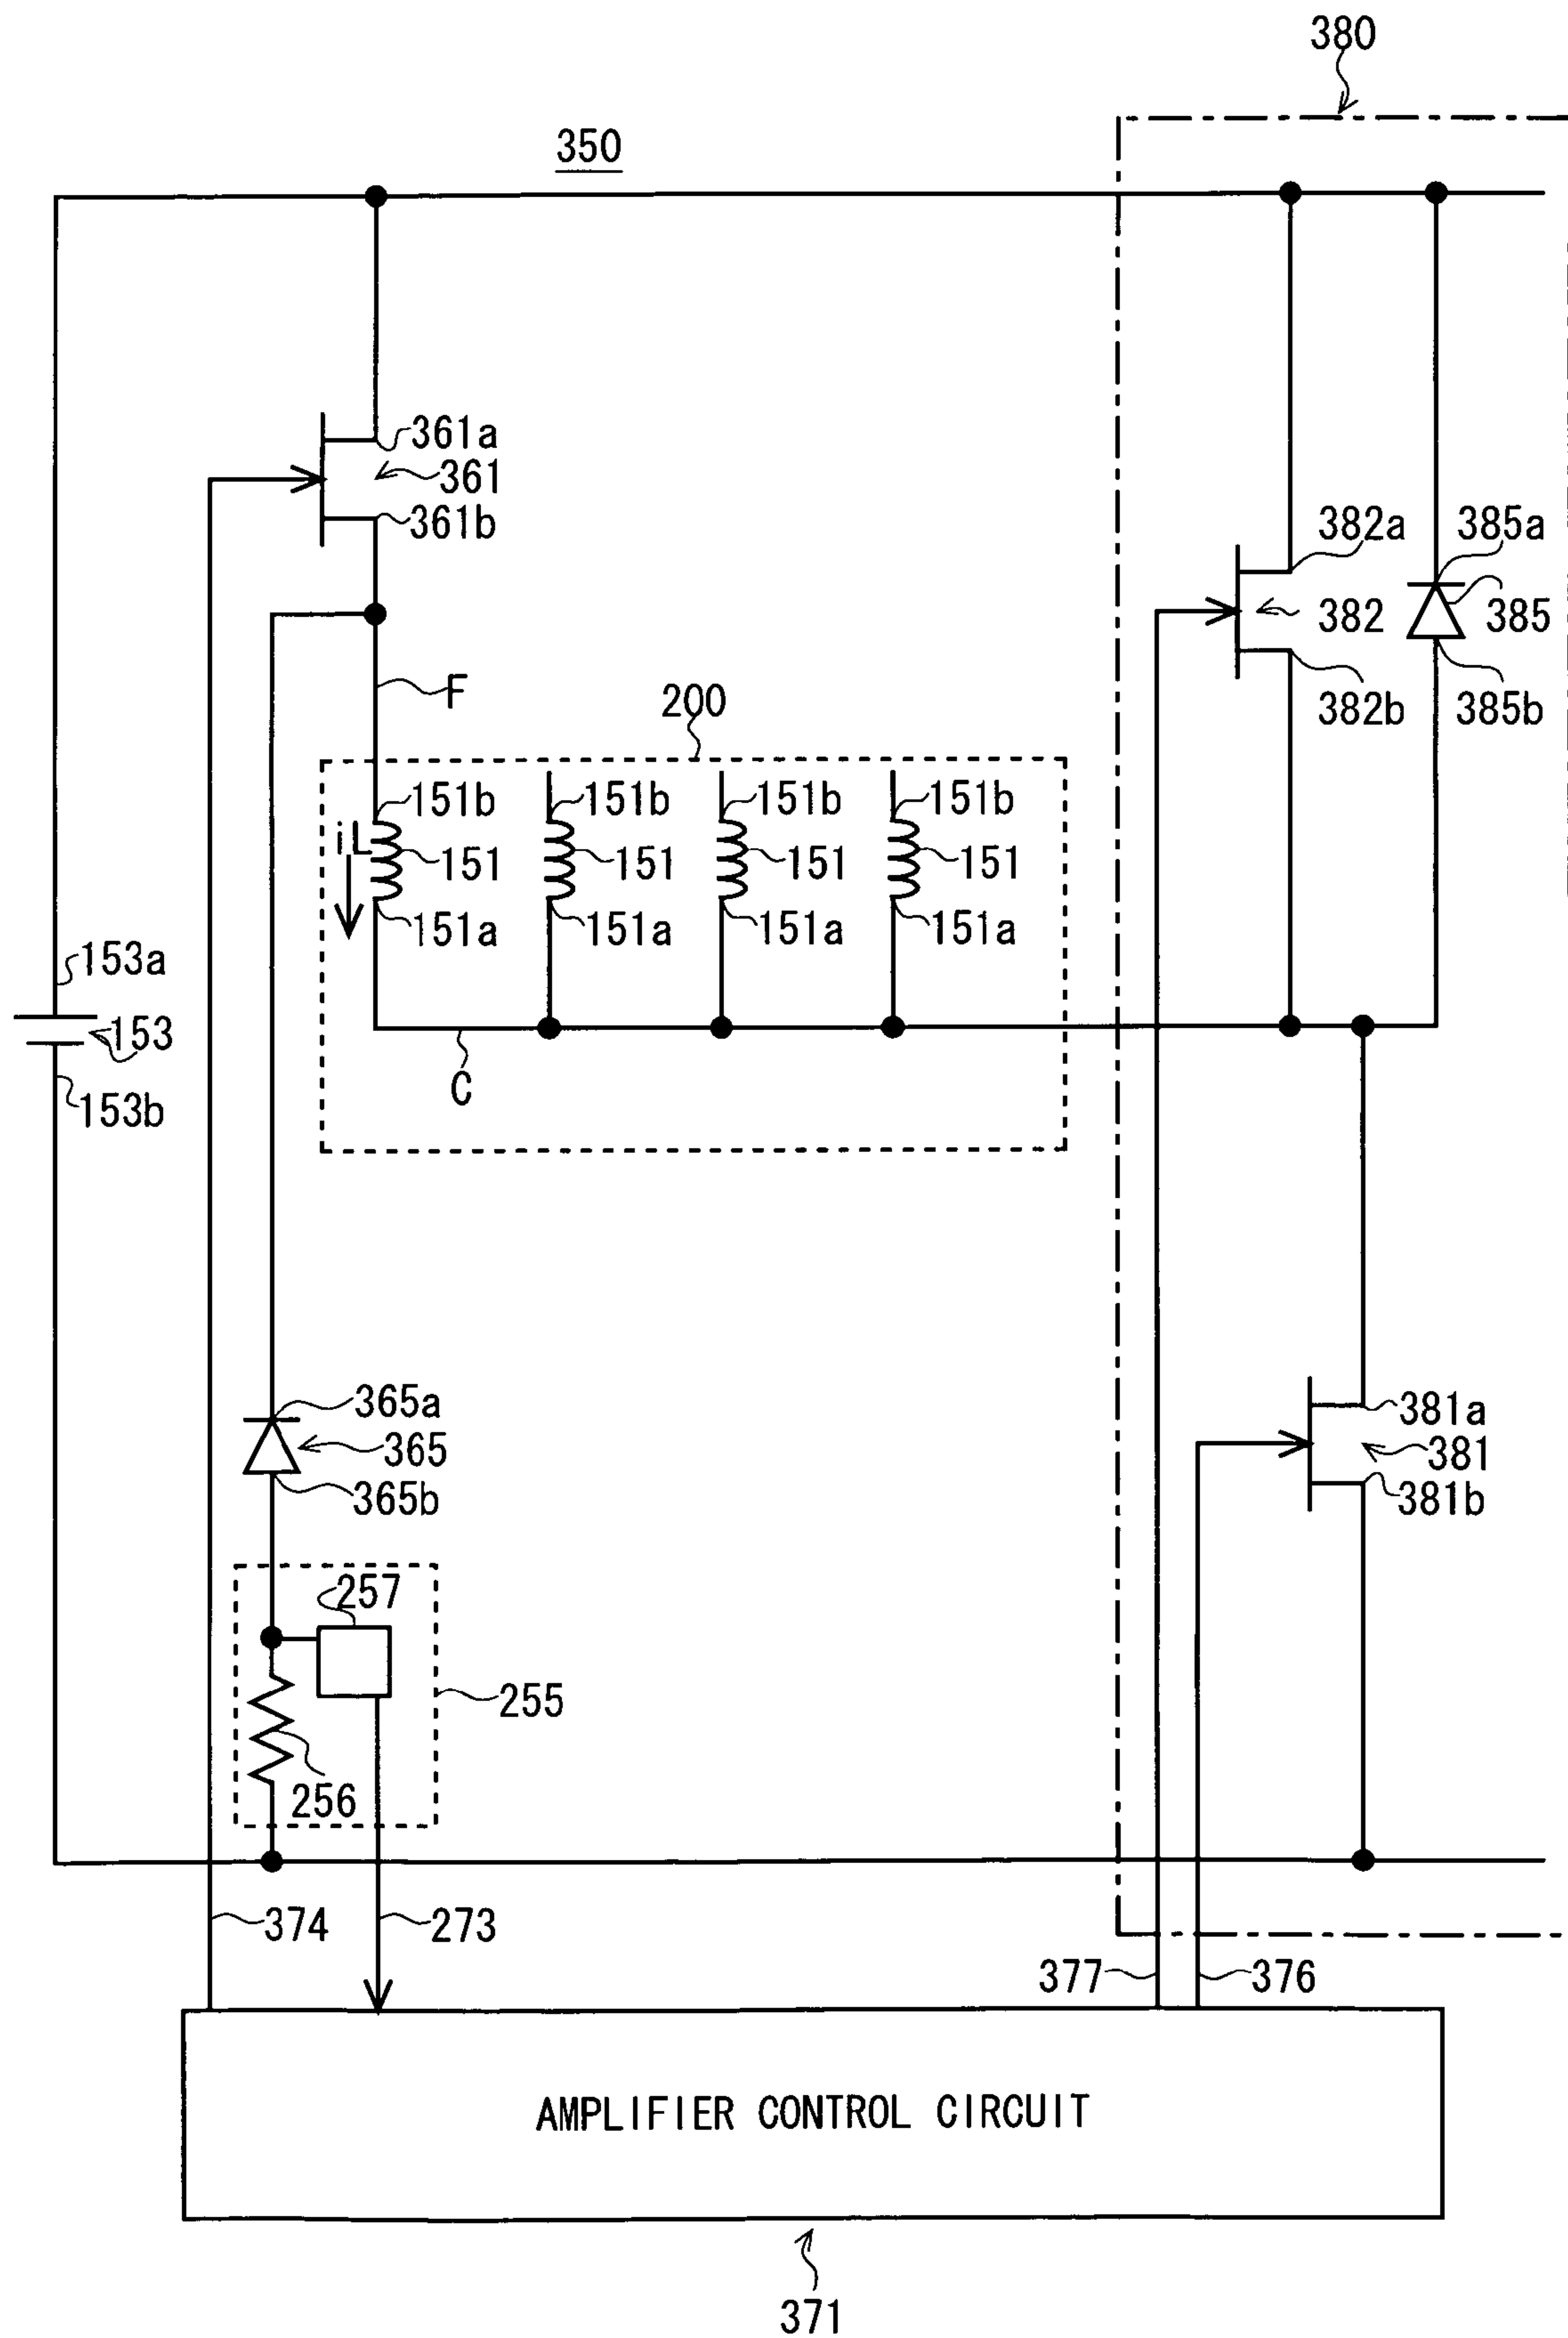 380
350
361a
361
361b
382a
385a
382
385
F
200
382b
385b
151b
151b
151b
151b
iL
151
151
151
151
151a
151a
151a
151a
153a
153
C
153b
365a
381a
365
381
365b
381b
257
255
256
374
273
377
376
AMPLIFIER CONTROL CIRCUIT
371